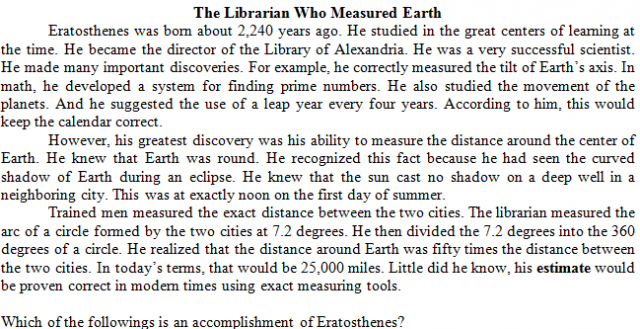 The Librarian Who Measured Earth
Eratosthenes was born about 2,240 years ago. He studied in the great centers of learning at
the time. He became the director of the Library of Alexandria. He was a very successful scientist.
He made many important discoveries. For example, he correctly measured the tilt of Earth's axis. In
math, he developed a system for finding prime numbers. He also studied the movement of the
planets. And he suggested the use of a leap year every four years. According to him, this would
keep the calendar correct.
However, his greatest discovery was his ability to measure the distance around the center of
Earth. He knew that Earth was round. He recognized this fact because he had seen the curved
shadow of Earth during an eclipse. He knew that the sun cast no shadow on a deep well in a
neighboring city. This was at exactly noon on the first day of summer.
Trained men measured the exact distance between the two cities. The librarian measured the
arc of a circle formed by the two cities at 7.2 degrees. He then divided the 7.2 degrees into the 360
degrees of a circle. He realized that the distance around Earth was fifty times the distance between
the two cities. In today's terms, that would be 25,000 miles. Little did he know, his estimate would
be proven correct in modern times using exact measuring tools.
Which of the followings is an accomplishment of Eratosthenes?